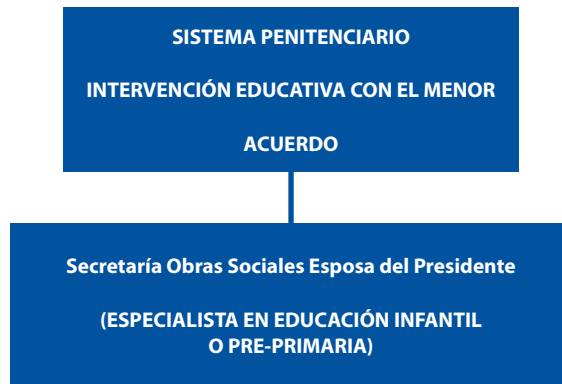 SISTEMA PENITENCIARIO
INTERVENCIÓN EDUCATIVA CON EL MENOR
ACUERDO
Secretaría Obras Sociales Esposa del Presidente
(ESPECIALISTA EN EDUCACIÓN INFANTIL
O PRE-PRIMARIA)